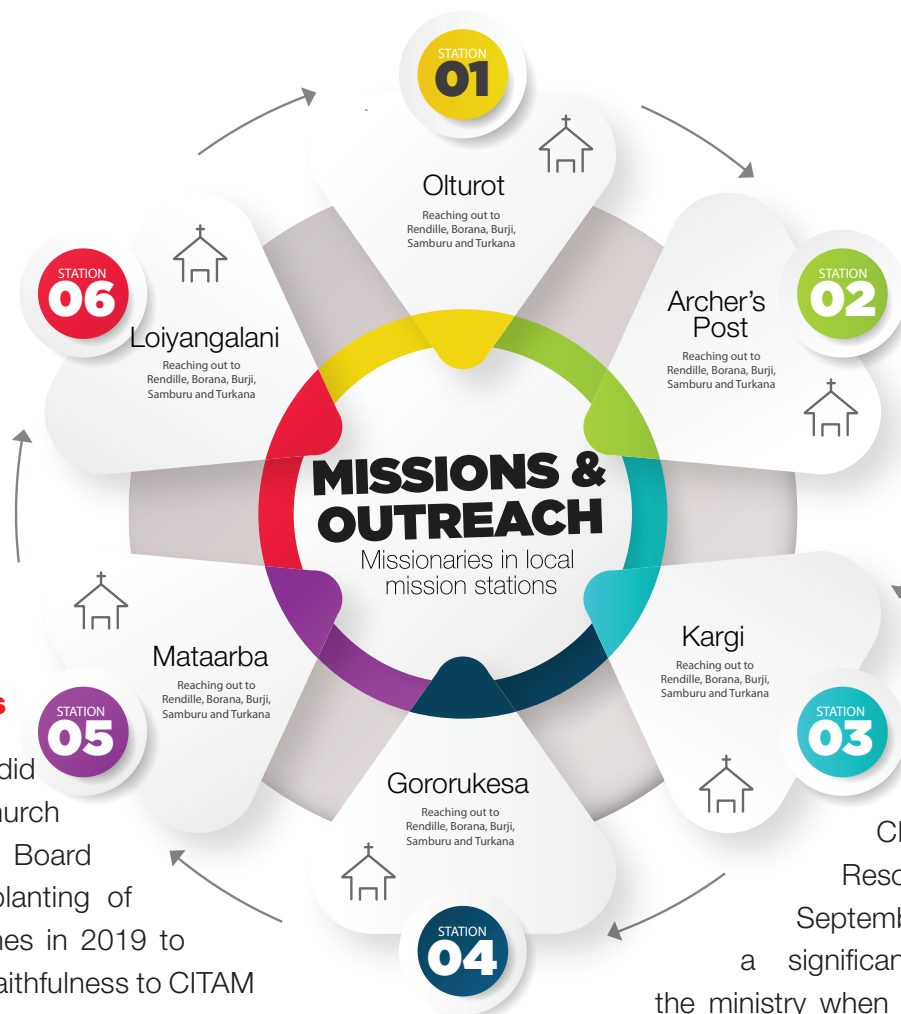 STATION
01
Olturot
Reaching out to
Rendille, Borana, Burji,
Samburu and Turkana
STATION
02
Archer's
Post
Reaching out to
Rendille, Borana, Burji,
Samburu and Turkana
STATION
06
Loiyangalani
Reaching out to
Rendille, Borana, Burji,
Samburu and Turkana
MISSIONS &
OUTREACH
Missionaries in local
mission stations
Kargi
Reaching out to
Rendille, Borana, Burji,
Samburu and Turkana
STATION
03
Mataarba
Reaching out to
Rendille, Borana, Burji,
Samburu and Turkana
STATION
05
Gororukesa
Reaching out to
Rendille, Borana, Burji,
Samburu and Turkana
STATION
04
did
Board
planting of
in 2019 to
faithfulness to CITAM
a significan
the ministry when